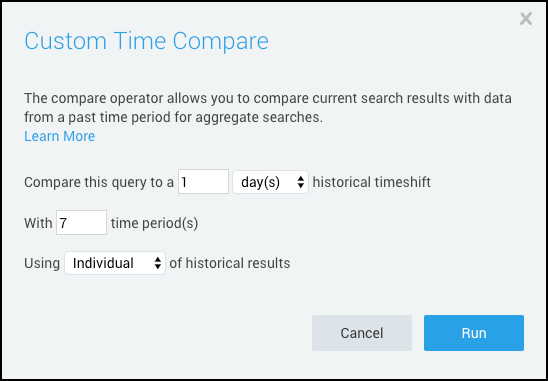 Custom Time Compare
The compare operator allows you to compare current search results with data
from a past time period for aggregate searches.
Learn More
Compare this query to a 1 day(s) historical timeshift
With 7 time period(s)
Using Individual of historical results
Cancel Run